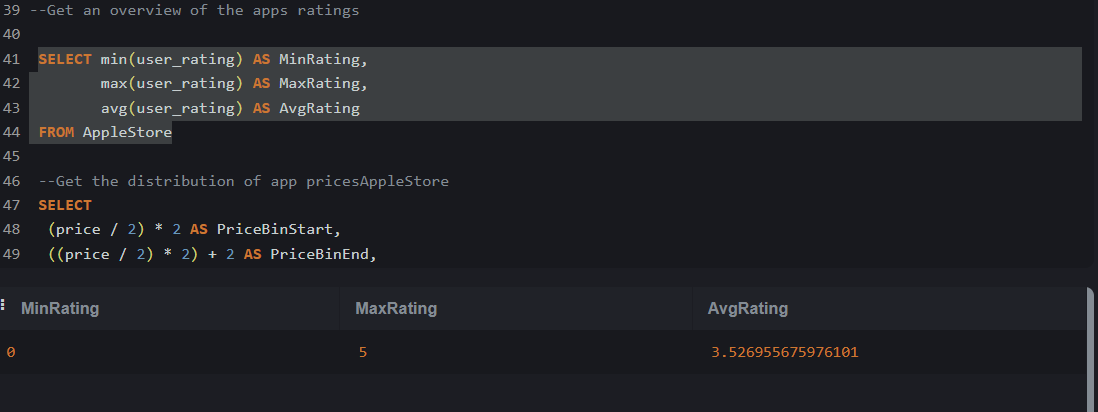 39 --Get an overview of the apps ratings
40
41 SELECT min(user_rating) AS MinRating,
42 max(user_rating) AS MaxRating,
43 avg(user_rating) AS AvgRating
44 FROM AppleStore
45
46 --Get the distribution of app pricesAppleStore
47 SELECT
48 (price / 2) * 2 AS PriceBinStart,
49 ((price / 2) * 2) + 2 AS PriceBinEnd,
MinRating MaxRating AvgRating
0 5 3.526955675976101